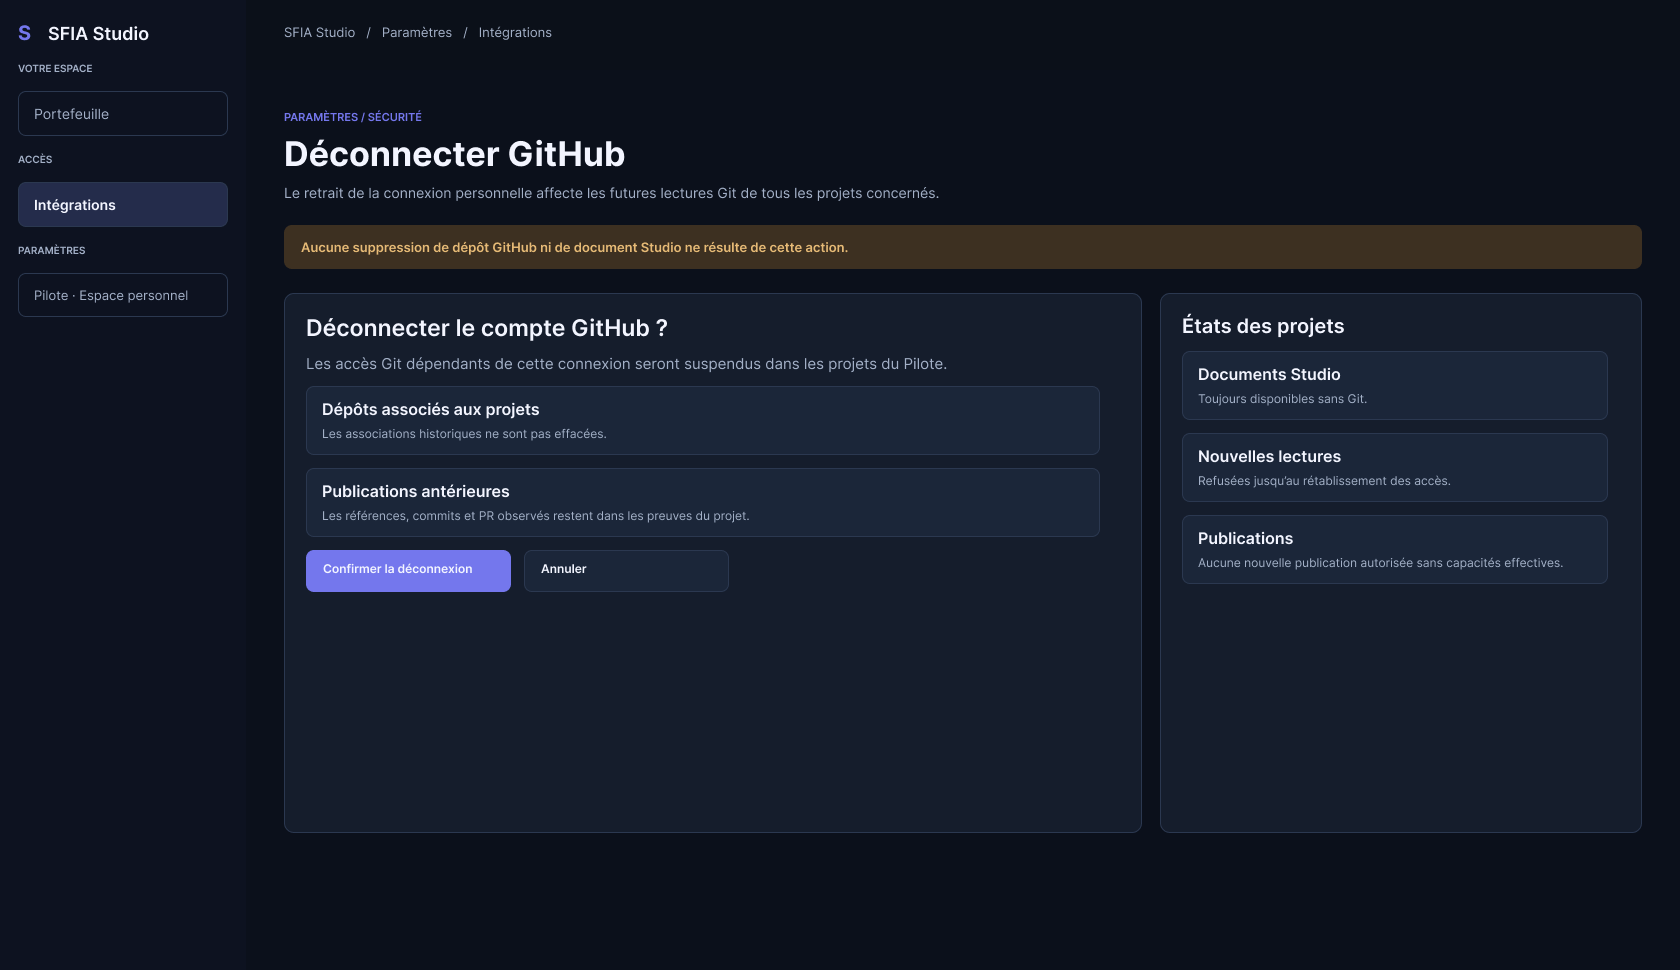 S SFIA Studio
VOTRE ESPACE
Portefeuille
ACCÈS
Intégrations
PARAMÈTRES
Pilote · Espace personnel
SFIA Studio / Paramètres / Intégrations
PARAMÈTRES / SÉCURITÉ
Déconnecter GitHub
Le retrait de la connexion personnelle affecte les futures lectures Git de tous les projets concernés.
Aucune suppression de dépôt GitHub ni de document Studio ne résulte de cette action.
Déconnecter le compte GitHub ?
Les accès Git dépendants de cette connexion seront suspendus dans les projets du Pilote.
Dépôts associés aux projets
Les associations historiques ne sont pas effacées.
Publications antérieures
Les références, commits et PR observés restent dans les preuves du projet.
Confirmer la déconnexion
Annuler
États des projets
Documents Studio
Toujours disponibles sans Git.
Nouvelles lectures
Refusées jusqu’au rétablissement des accès.
Publications
Aucune nouvelle publication autorisée sans capacités effectives.